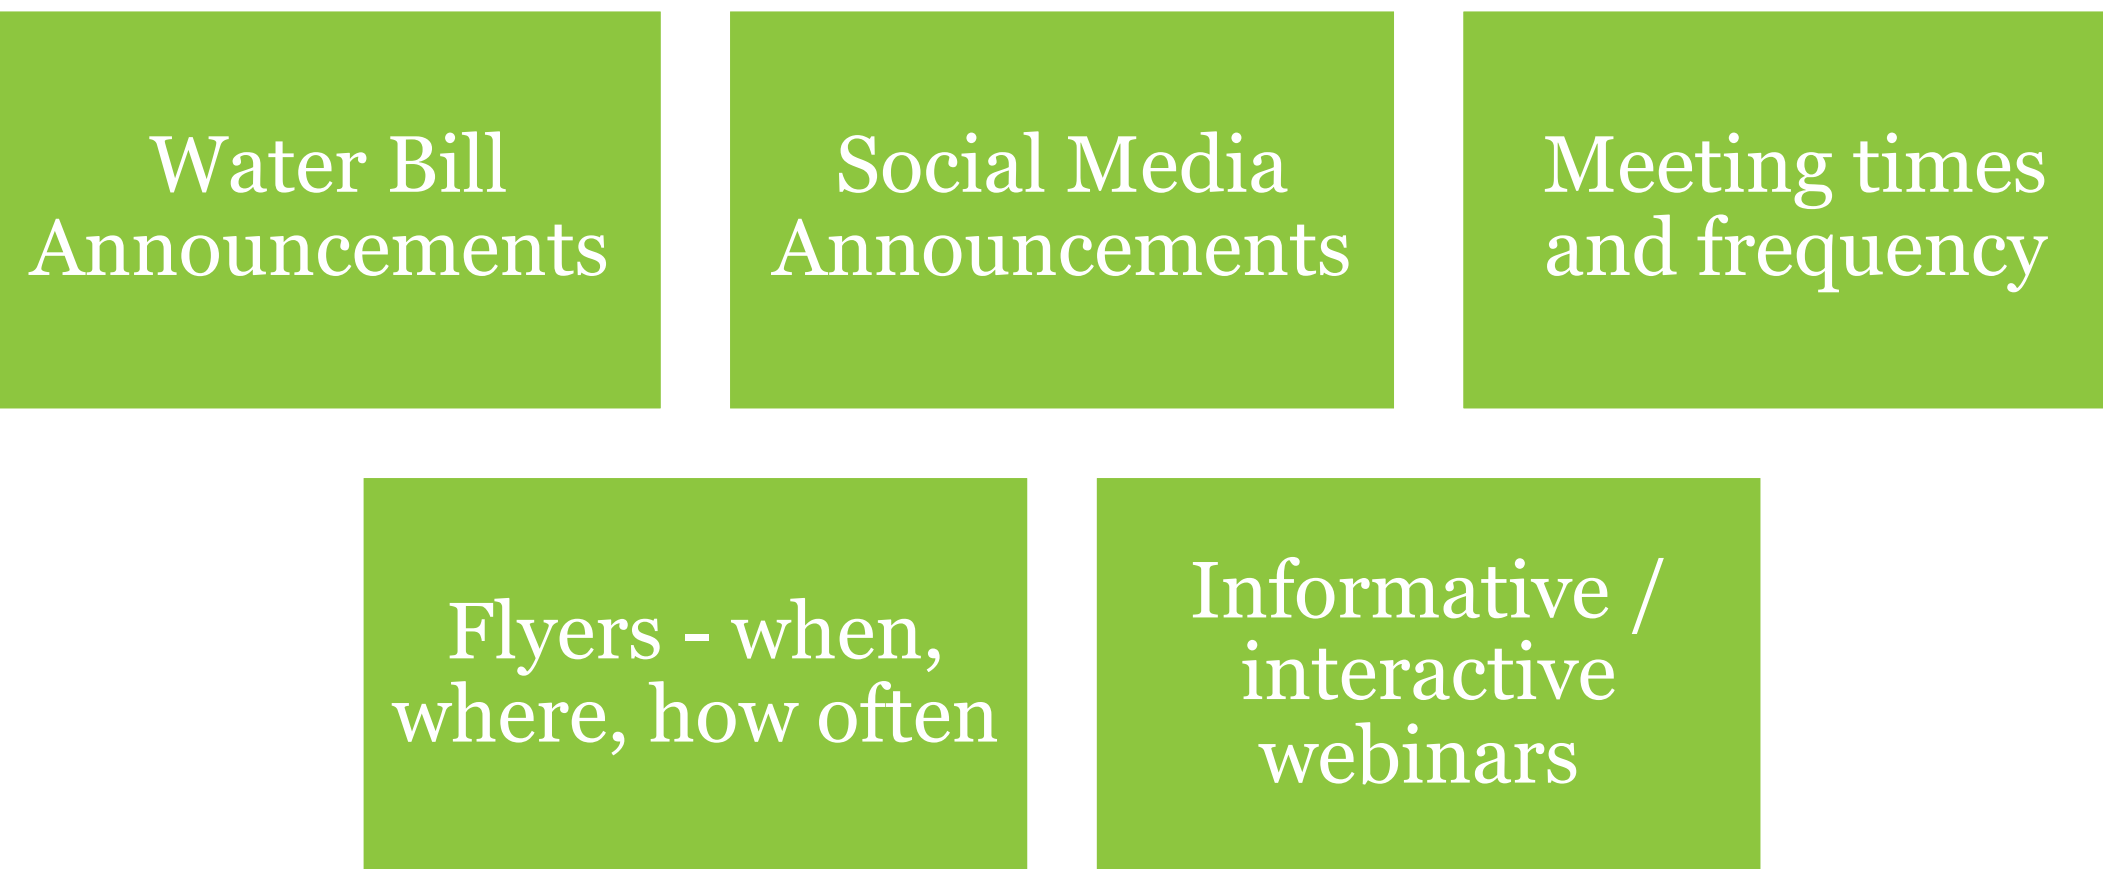 Water Bill
Announcements
Social Media
Announcements
Meeting times
and frequency
Flyers - when,
where, how often
Informative /
interactive
webinars